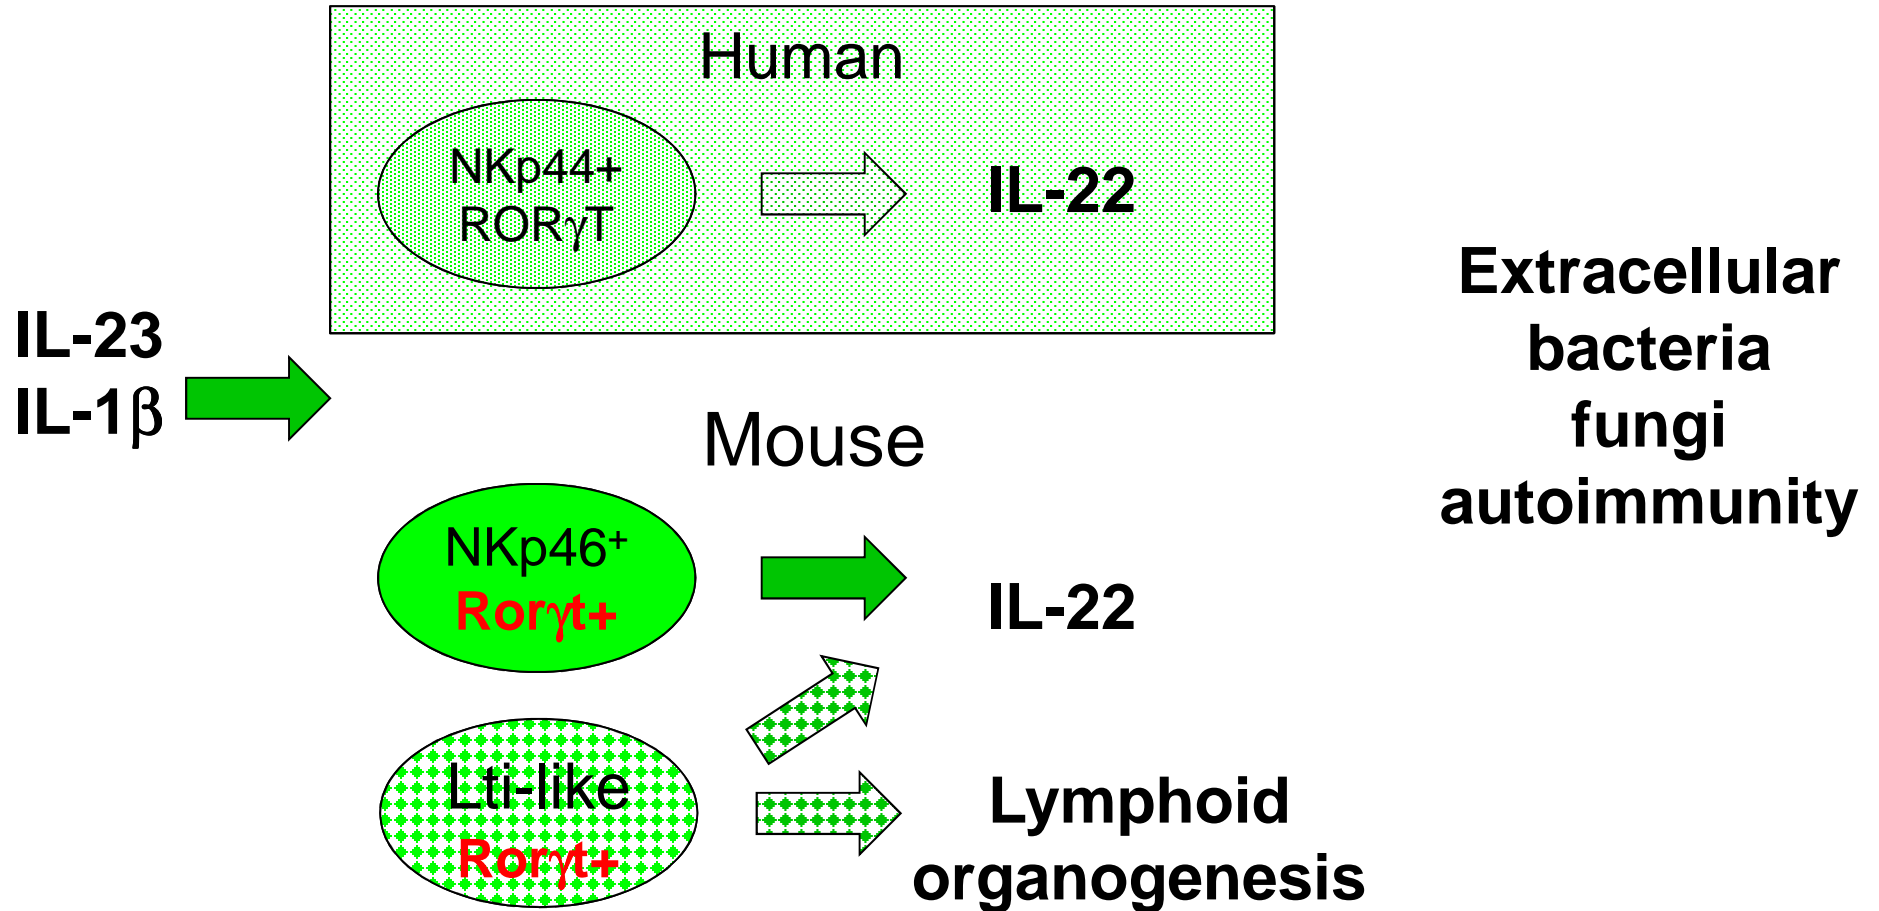 Human
NKp44+
RORγT
IL-22
IL-23
IL-1β
Extracellular
bacteria
fungi
autoimmunity
Mouse
NKp46⁺
Rorγt+
IL-22
Lti-like
Rorγt+
Lymphoid
organogenesis